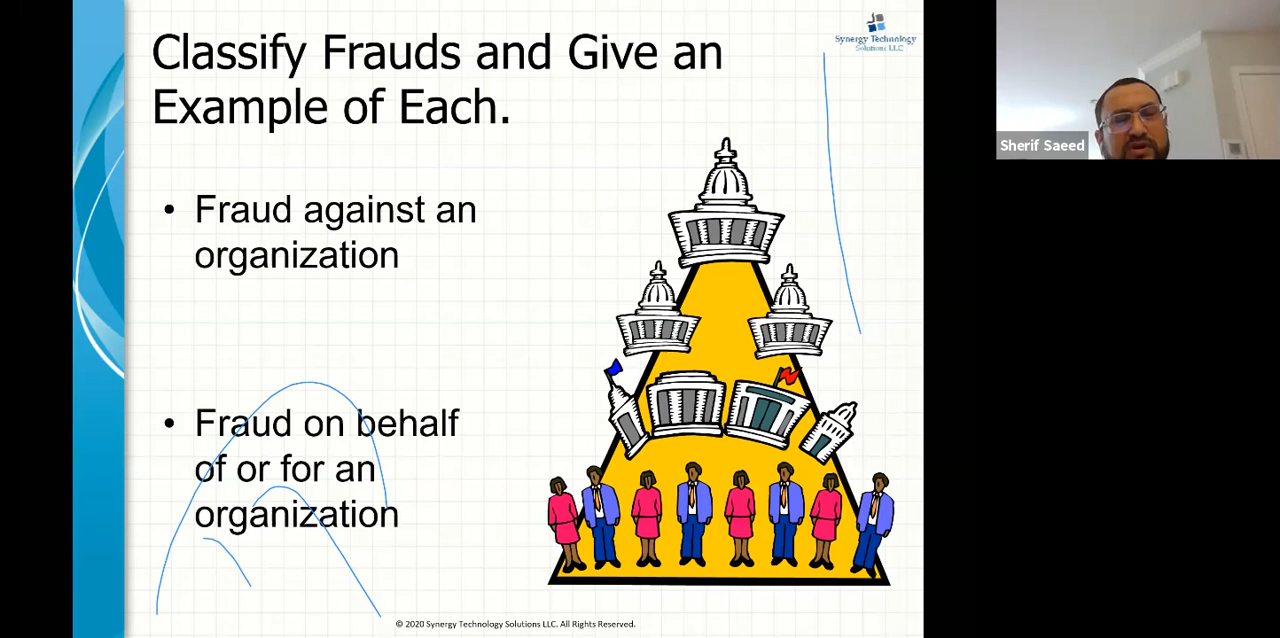 Classify Frauds and Give an
Example of Each.
Synergy Technology
Solutions LLC
Sherif Saeed
• Fraud against an
organization
• Fraud on behalf
of or for an
organization
© 2020 Synergy Technology Solutions LLC. All Rights Reserved.